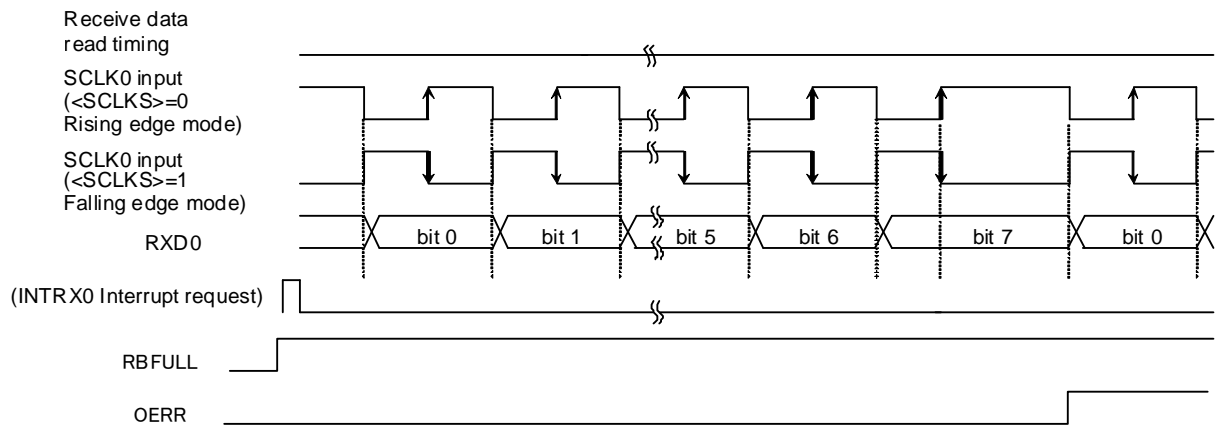 Receive data
read timing
SCLK0 input
(<SCLKS>=0
Rising edge mode)
SCLK0 input
(<SCLKS>=1
Falling edge mode)
RXD0
bit 0
bit 1
bit 5
bit 6
bit 7
bit 0
(INTRX0 Interrupt request)
RBFULL
OERR